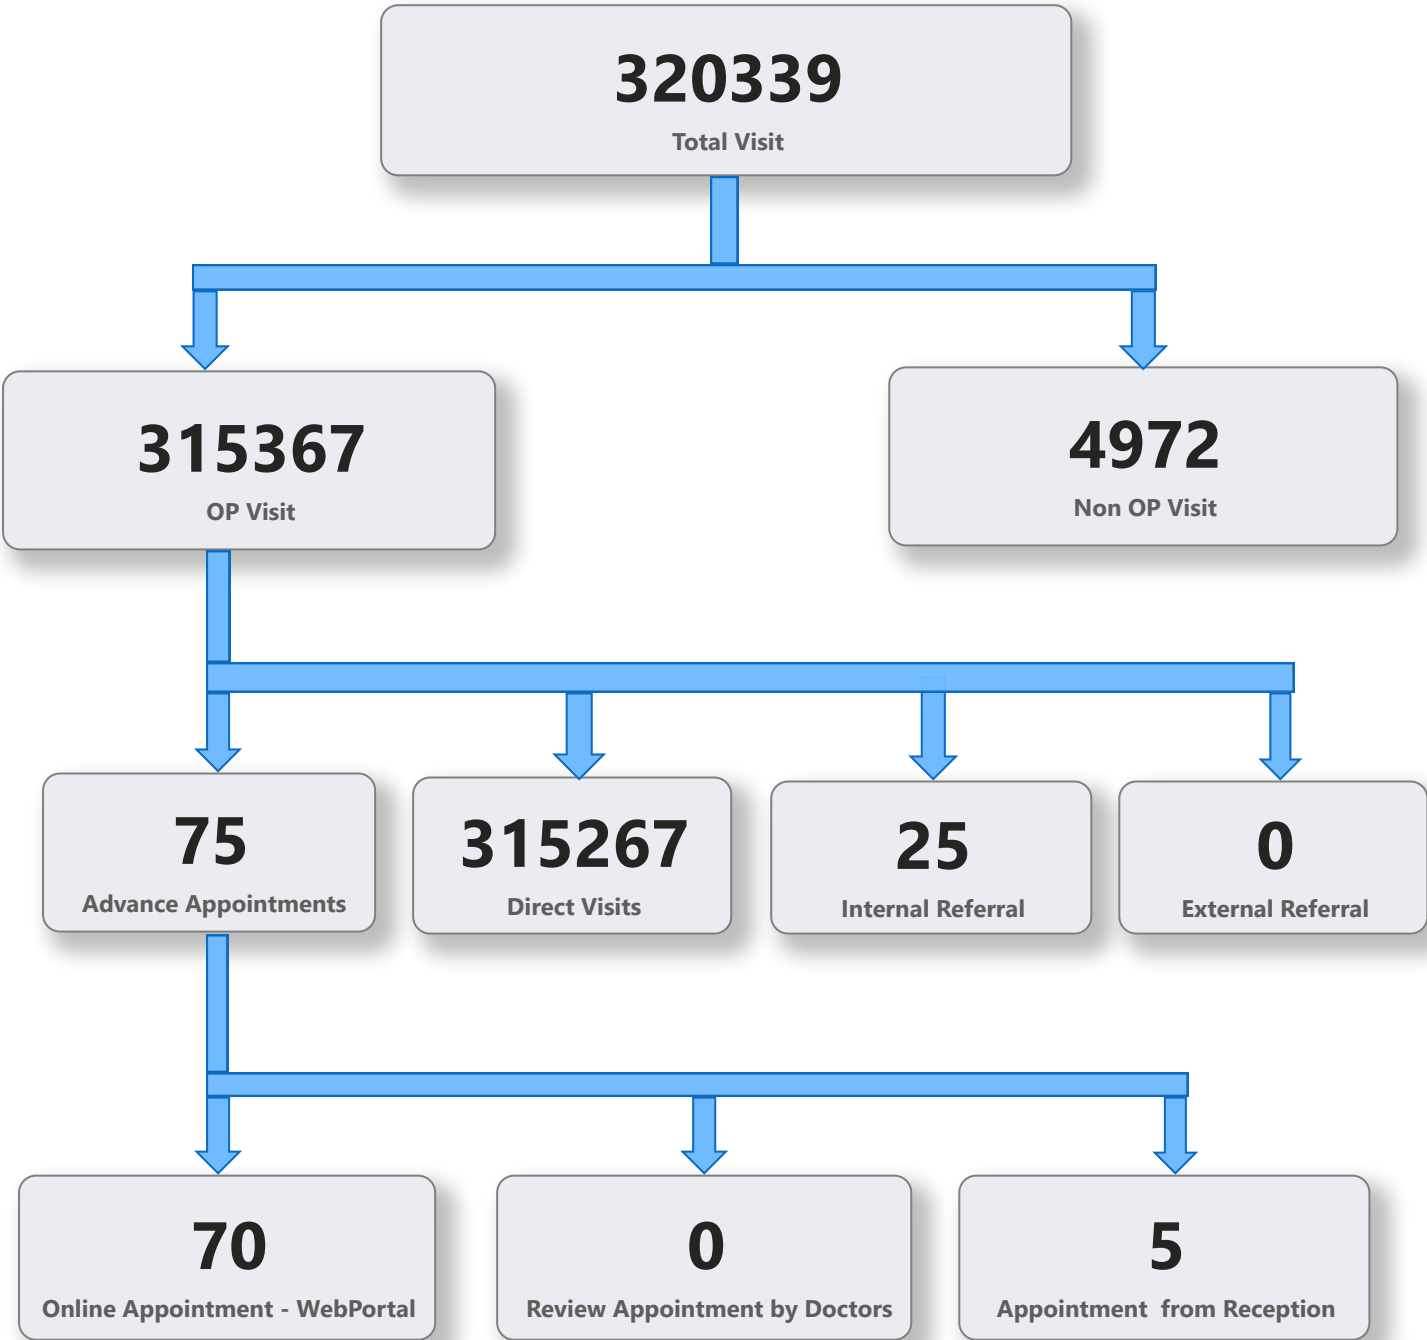 320339
Total Visit
315367
OP Visit
4972
Non OP Visit
75
Advance Appointments
315267
Direct Visits
25
Internal Referral
0
External Referral
70
Online Appointment - WebPortal
0
Review Appointment by Doctors
5
Appointment  from Reception